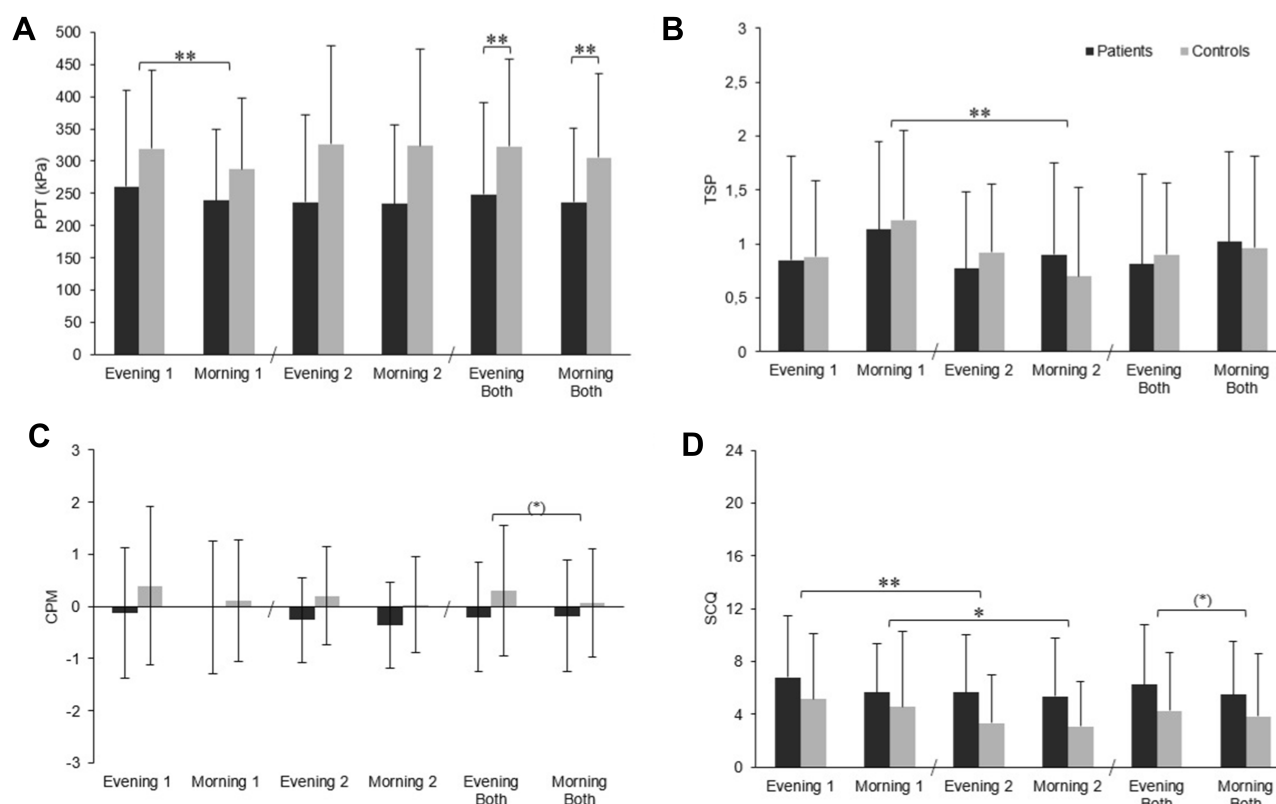 A
500
450
400
350
300
250
200
150
100
50
0
PPT (kPa)
**
**
**
Evening 1
Morning 1
Evening 2
Morning 2
Evening
Both
Morning
Both
B
3
2,5
2
1,5
1
0,5
0
TSP
Patients
Controls
**
Evening 1
Morning 1
Evening 2
Morning 2
Evening
Both
Morning
Both
C
3
2
1
0
-1
-2
-3
CPM
(*)
Evening 1
Morning 1
Evening 2
Morning 2
Evening
Both
Morning
Both
D
24
20
16
12
8
4
0
SCQ
**
*
(*)
Evening 1
Morning 1
Evening 2
Morning 2
Evening
Both
Morning
Both